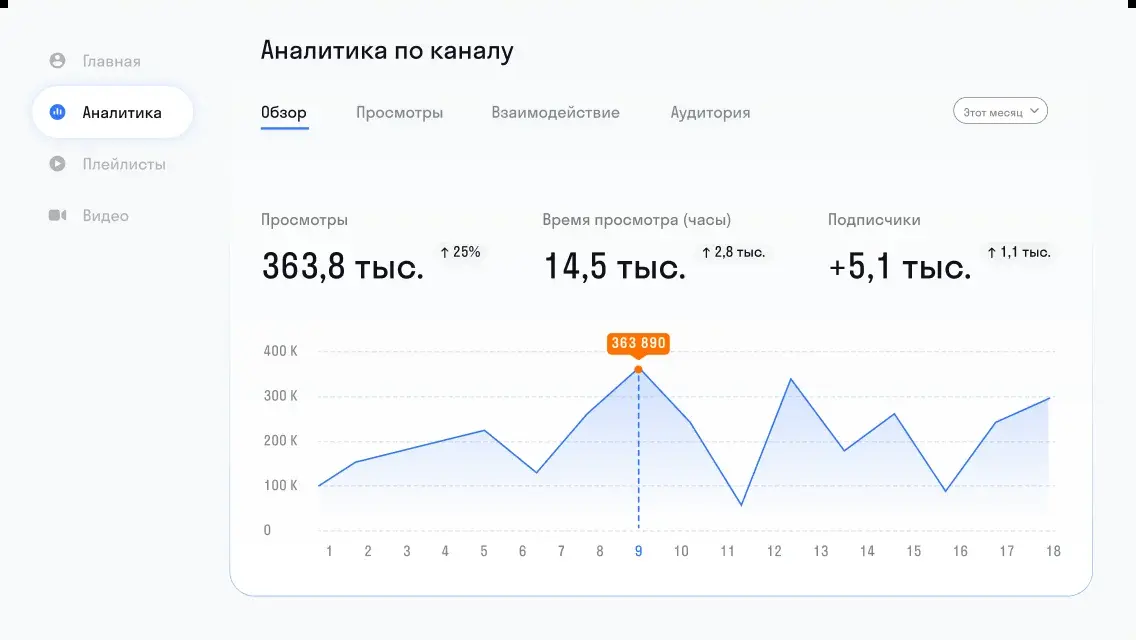 Аналитика по каналу
Главная
Аналитика
Плейлисты
Видео
Обзор Просмотры Взаимодействие Аудитория Этот месяц
Просмотры
363,8 тыс. ↑ 25%
Время просмотра (часы)
14,5 тыс. ↑ 2,8 тыс.
Подписчики
+5,1 тыс. ↑ 1,1 тыс.
363 890
400 K
300 K
200 K
100 K
0
1 2 3 4 5 6 7 8 9 10 11 12 13 14 15 16 17 18